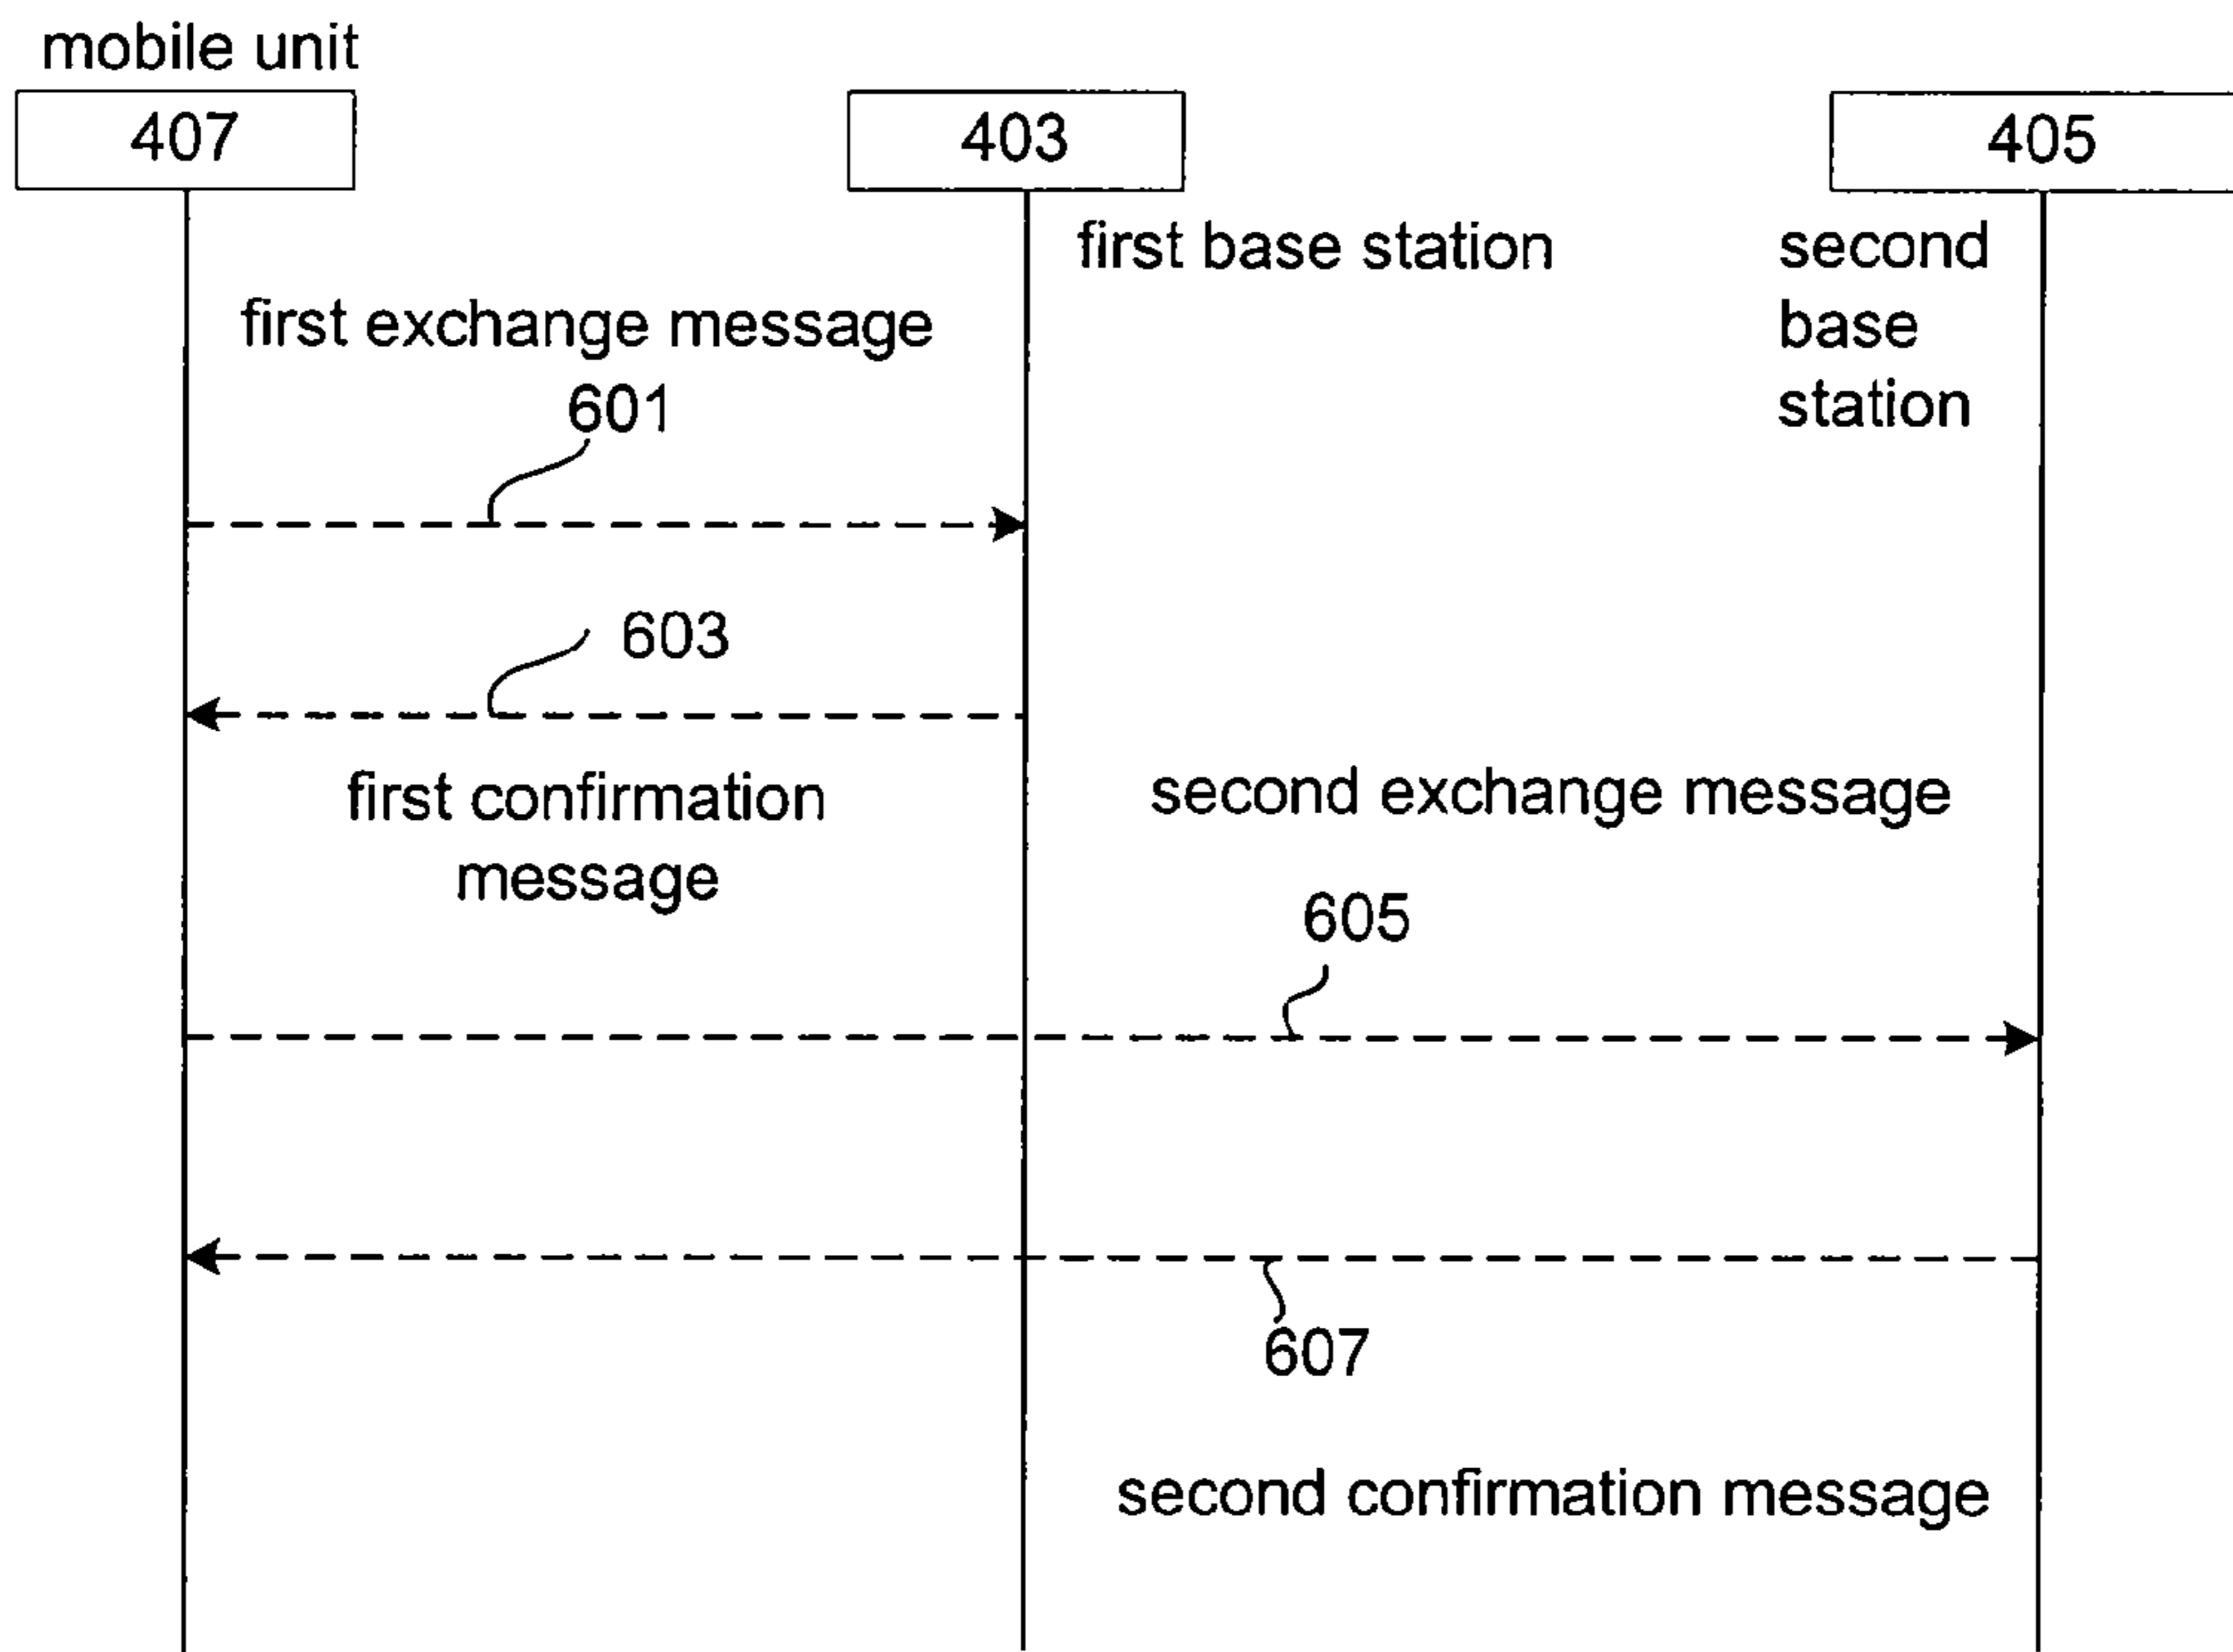 mobile unit
407
403
405
first base station
second
base
station
first exchange message
601
603
first confirmation
message
second exchange message
605
607
second confirmation message